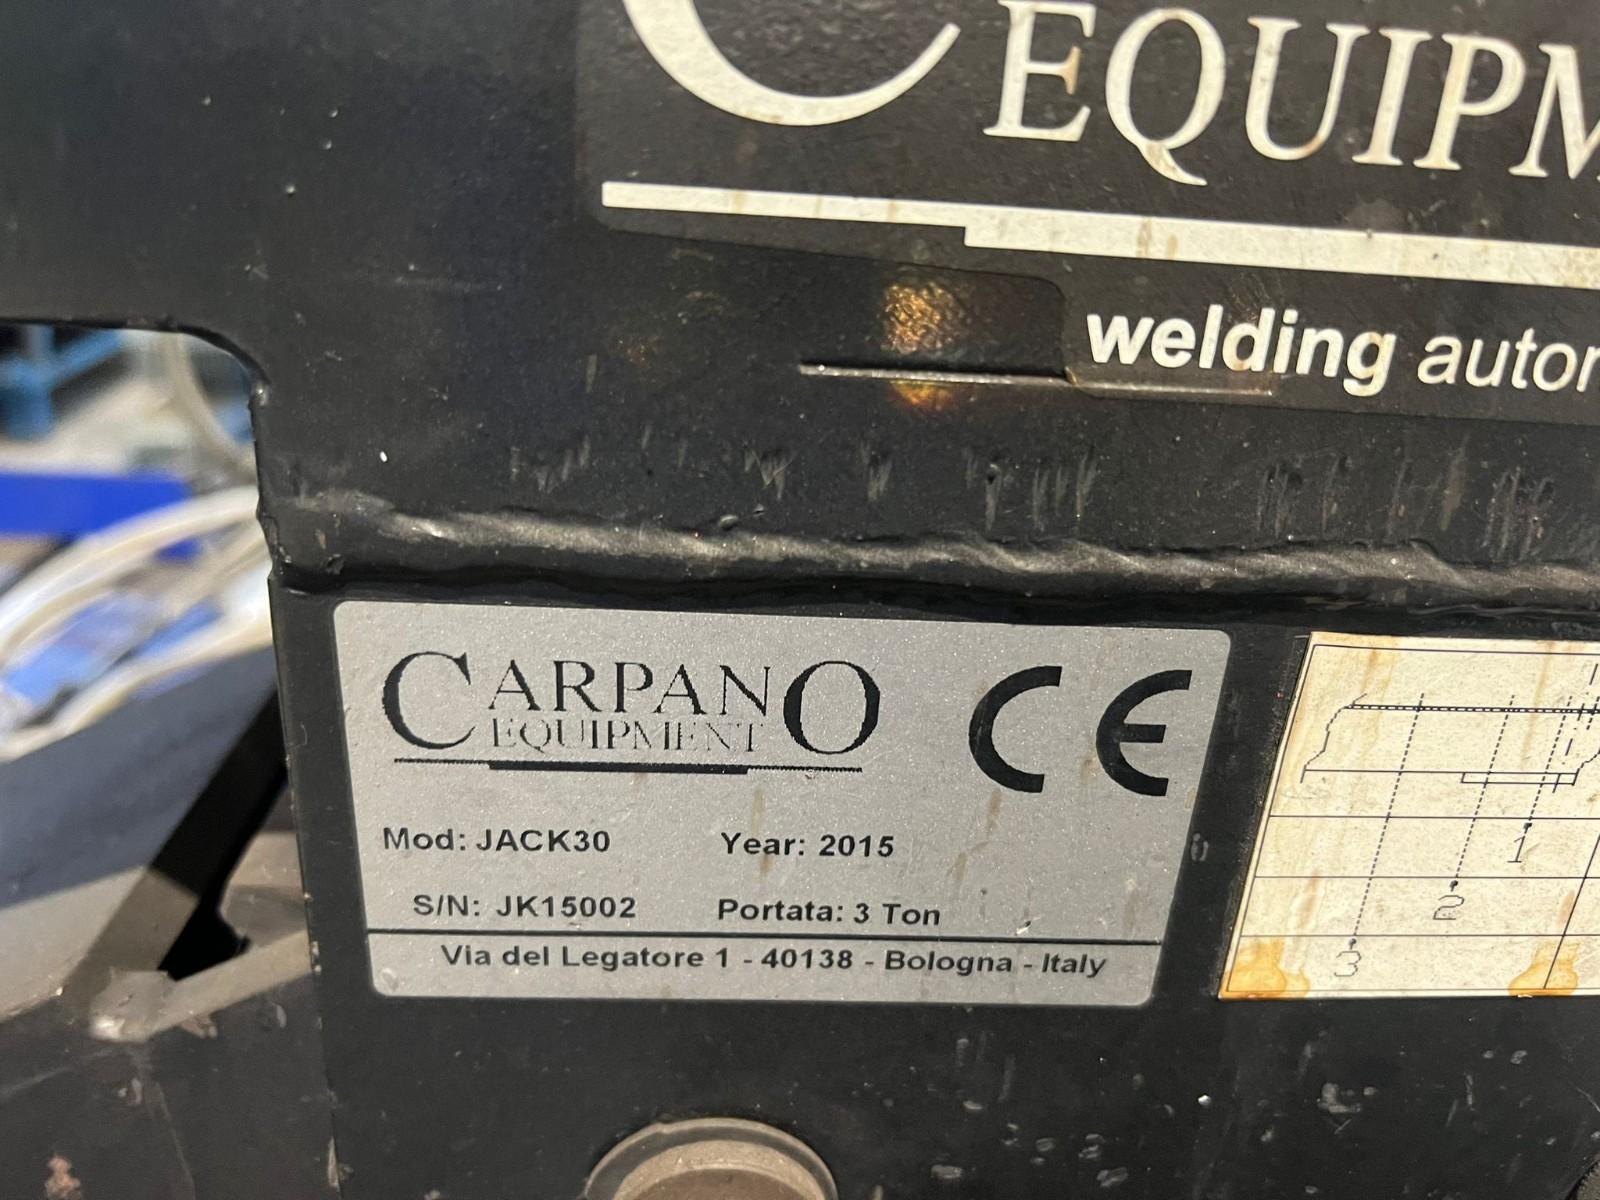 C EQUIPM
welding autom
CARPANO
EQUIPMENT
CE
Mod: JACK30 Year: 2015
S/N: JK15002 Portata: 3 Ton
Via del Legatore 1 - 40138 - Bologna - Italy
1
2
3